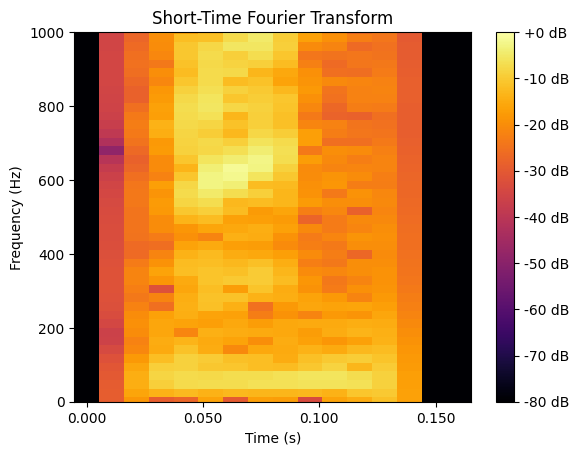 Short-Time Fourier Transform
1000
800
600
400
200
0
Frequency (Hz)
0.000
0.050
0.100
0.150
Time (s)
+0 dB
-10 dB
-20 dB
-30 dB
-40 dB
-50 dB
-60 dB
-70 dB
-80 dB